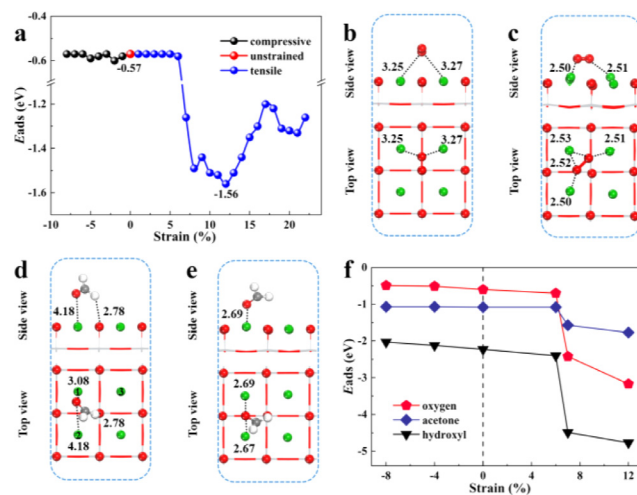 a
Eads (eV)
-0.4
-0.6
-1.2
-1.4
-1.6
compressive
unstrained
tensile
-0.57
-1.56
-5 0 5 10 15 20
Strain (%)
b
Side view
3.25 3.27
Top view
3.25 3.27
c
Side view
2.50 2.51
Top view
2.53 2.51
2.52
2.50
d
Side view
4.18 2.78
Top view
3.08
2.78
4.18
e
Side view
2.69
Top view
2.69
2.67
f
Eads (eV)
0
-1
-2
-3
-4
-5
oxygen
acetone
hydroxyl
-8 -4 0 4 8 12
Strain (%)